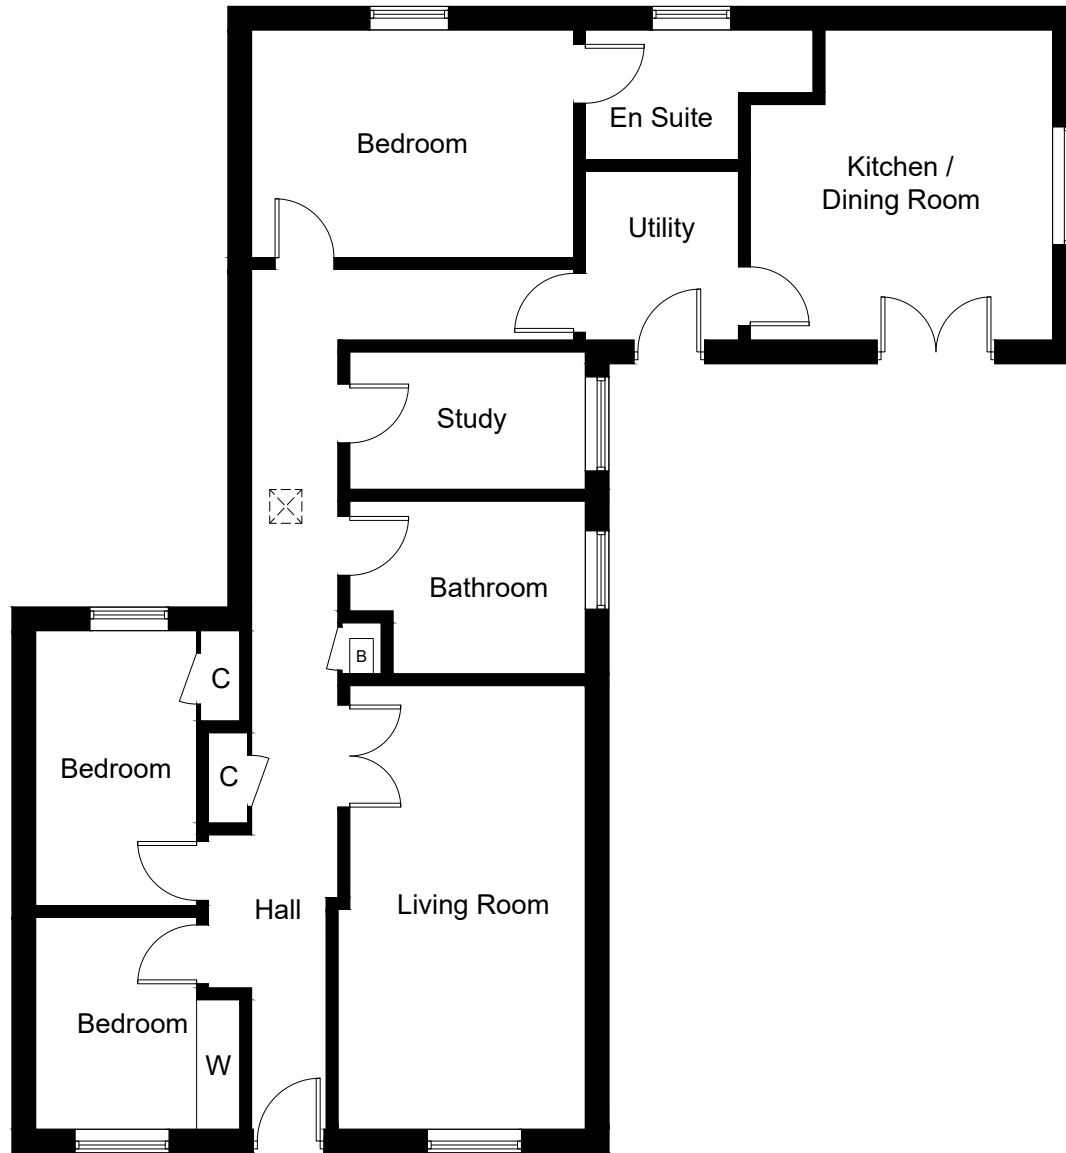 Bedroom
En Suite
Kitchen /
Dining Room
Utility
Study
Bathroom
B
C
C
Bedroom
Hall
Living Room
Bedroom
W